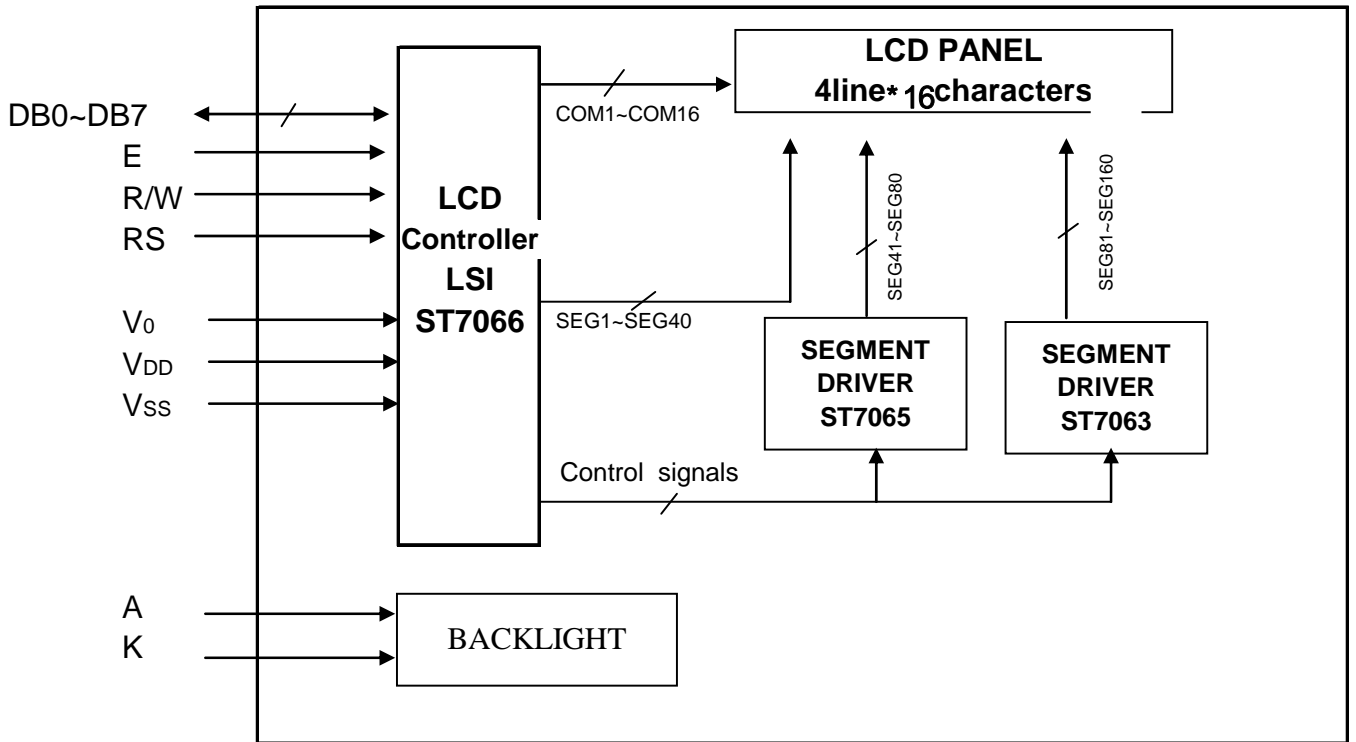 LCD PANEL
4line* 16characters
DB0~DB7
E
R/W
RS
V0
VDD
VSS
A
K
LCD
Controller
LSI
ST7066
COM1~COM16
SEG1~SEG40
SEG41~SEG80
SEG81~SEG160
SEGMENT
DRIVER
ST7065
SEGMENT
DRIVER
ST7063
Control signals
BACKLIGHT